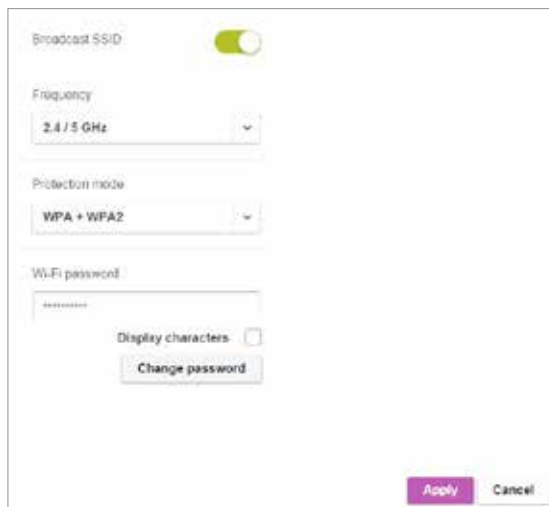 Broadcast SSID
Frequency
2.4 / 5 GHz
Protection mode
WPA + WPA2
Wi-Fi password
Display characters
Change password
Apply Cancel